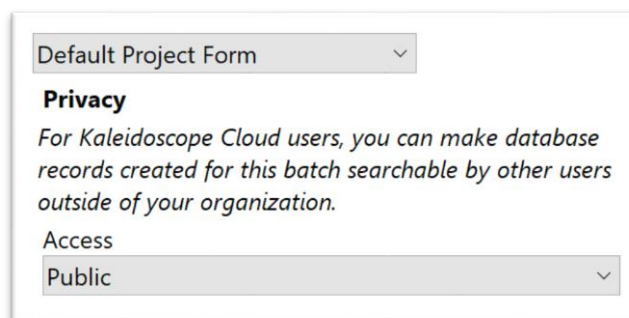 Default Project Form
Privacy
For Kaleidoscope Cloud users, you can make database
records created for this batch searchable by other users
outside of your organization.
Access
Public